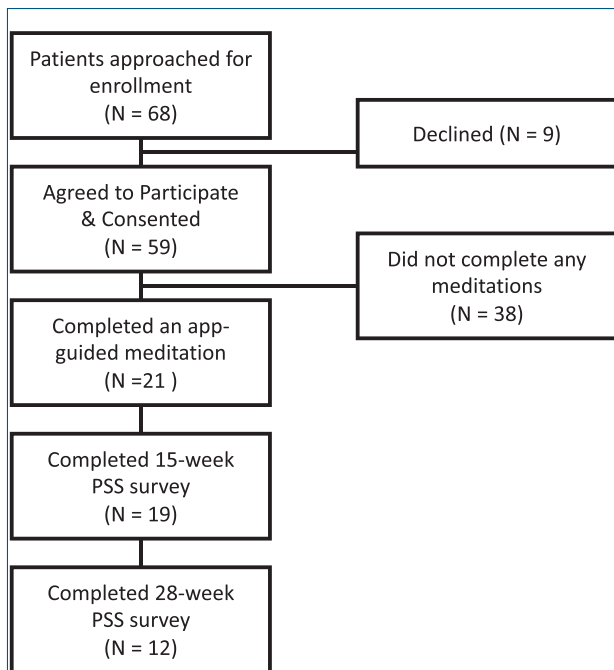 Patients approached for
enrollment
(N = 68)
Declined (N = 9)
Agreed to Participate
& Consented
(N = 59)
Did not complete any
meditations
(N = 38)
Completed an app-
guided meditation
(N =21 )
Completed 15-week
PSS survey
(N = 19)
Completed 28-week
PSS survey
(N = 12)